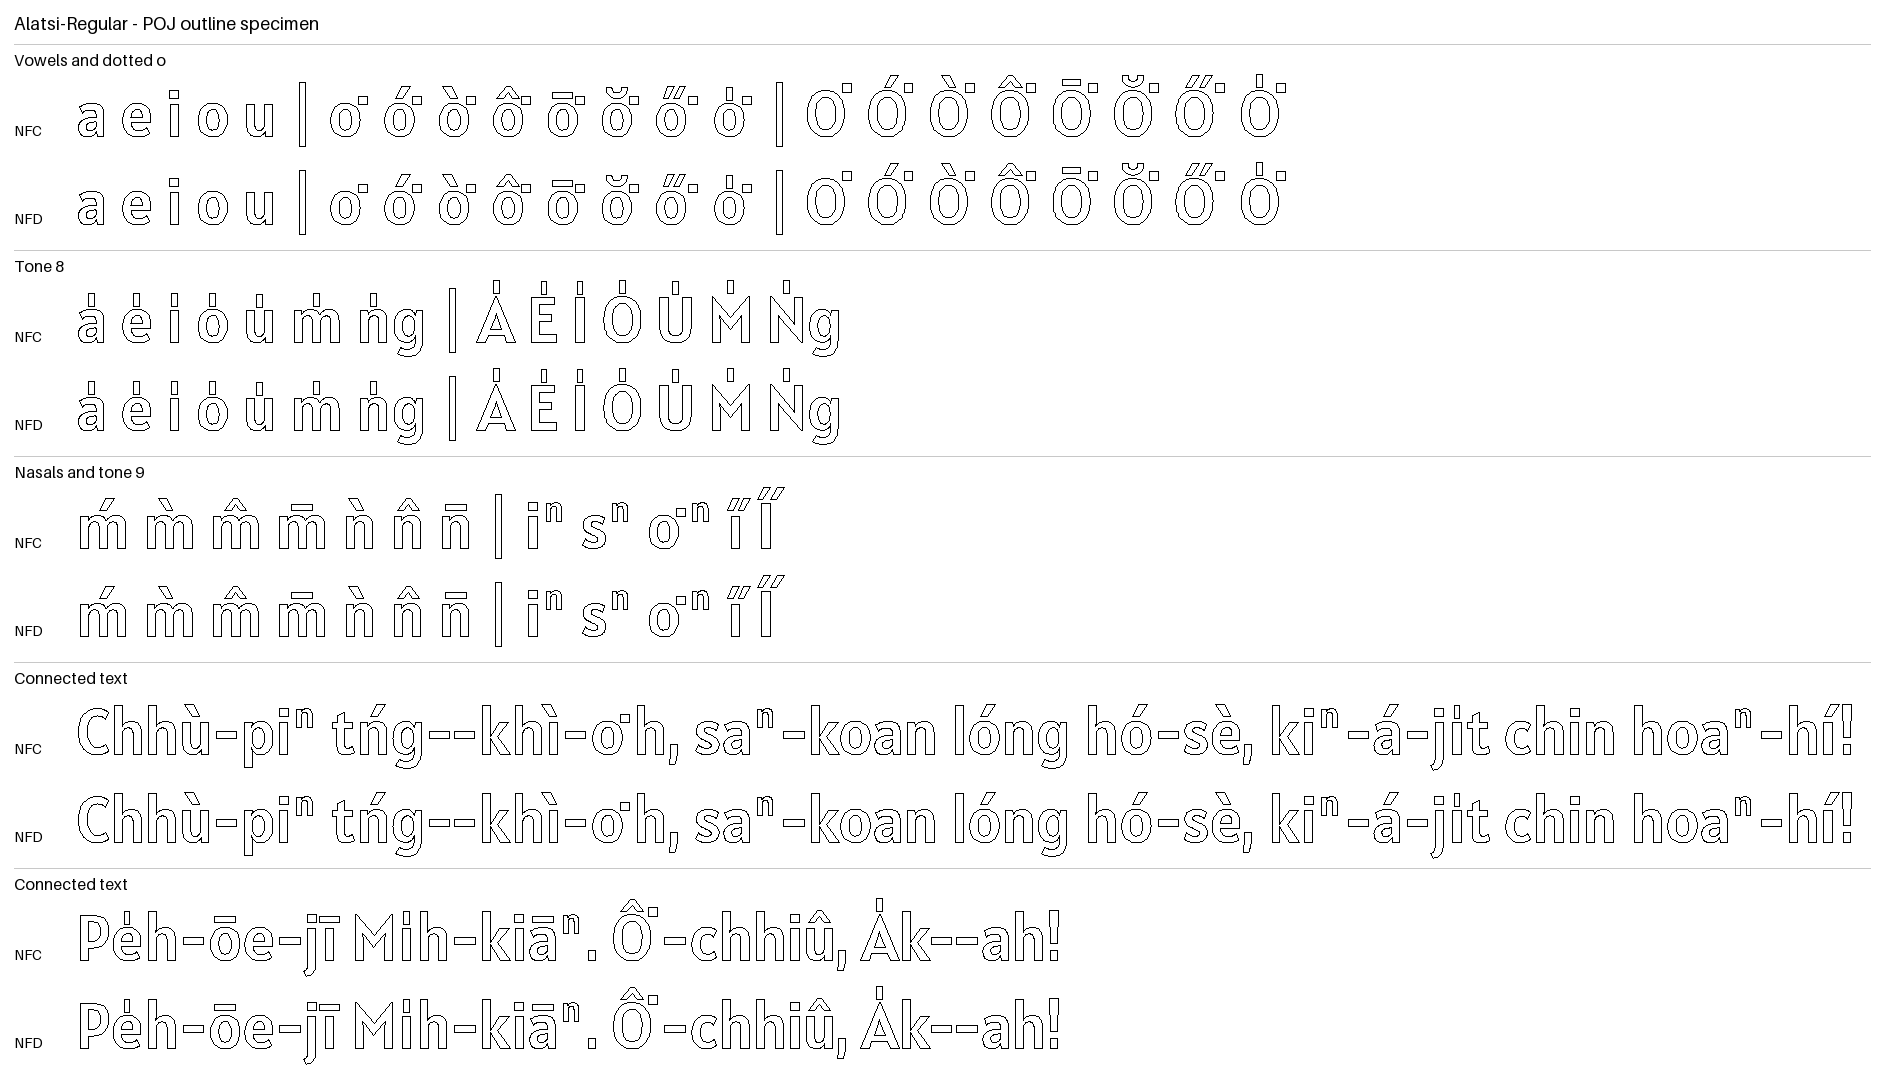 Alatsi-Regular - POJ outline specimen
Vowels and dotted o
NFC a e i o u | o͘ ó͘ ò͘ ô͘ ō͘ ŏ͘ ő͘ o̍͘ | O͘ Ó͘ Ò͘ Ô͘ Ō͘ Ŏ͘ Ő͘ O̍͘
NFD a e i o u | o͘ ó͘ ò͘ ô͘ ō͘ ŏ͘ ő͘ o̍͘ | O͘ Ó͘ Ò͘ Ô͘ Ō͘ Ŏ͘ Ő͘ O̍͘
Tone 8
NFC a̍ e̍ i̍ o̍ u̍ m̍ n̍g | A̍ E̍ I̍ O̍ U̍ M̍ N̍g
NFD a̍ e̍ i̍ o̍ u̍ m̍ n̍g | A̍ E̍ I̍ O̍ U̍ M̍ N̍g
Nasals and tone 9
NFC ḿ m̀ m̂ m̄ ǹ n̂ n̄ | iⁿ sⁿ o͘ⁿ i̋ I̋
NFD ḿ m̀ m̂ m̄ ǹ n̂ n̄ | iⁿ sⁿ o͘ⁿ i̋ I̋
Connected text
NFC Chhù-piⁿ tńg--khì-o͘h, saⁿ-koan lóng hó-sè, kiⁿ-á-ji̍t chin hoaⁿ-hí!
NFD Chhù-piⁿ tńg--khì-o͘h, saⁿ-koan lóng hó-sè, kiⁿ-á-ji̍t chin hoaⁿ-hí!
Connected text
NFC Pe̍h-ōe-jī Mi̍h-kiāⁿ. Ô͘-chhiû, A̍k--ah!
NFD Pe̍h-ōe-jī Mi̍h-kiāⁿ. Ô͘-chhiû, A̍k--ah!